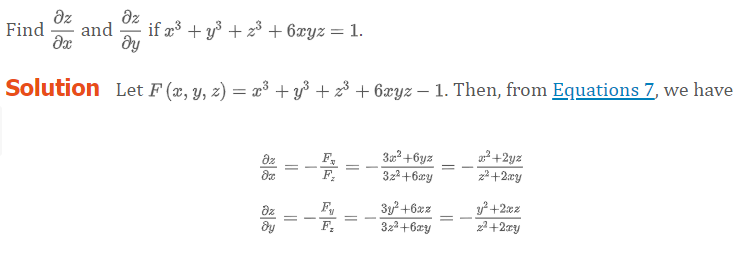 Find ∂z/∂x and ∂z/∂y if x³ + y³ + z³ + 6xyz = 1.
Solution Let F (x, y, z) = x³ + y³ + z³ + 6xyz − 1. Then, from Equations 7, we have
∂z/∂x = −Fₓ/F_z = −(3x²+6yz)/(3z²+6xy) = −(x²+2yz)/(z²+2xy)
∂z/∂y = −F_y/F_z = −(3y²+6xz)/(3z²+6xy) = −(y²+2xz)/(z²+2xy)